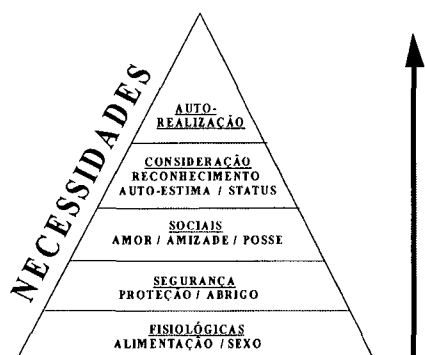 NECESSIDADES
AUTO-
REALIZAÇÃO
CONSIDERAÇÃO
RECONHECIMENTO
AUTO-ESTIMA / STATUS
SOCIAIS
AMOR / AMIZADE / POSSE
SEGURANÇA
PROTEÇÃO / ABRIGO
FISIOLÓGICAS
ALIMENTAÇÃO / SEXO